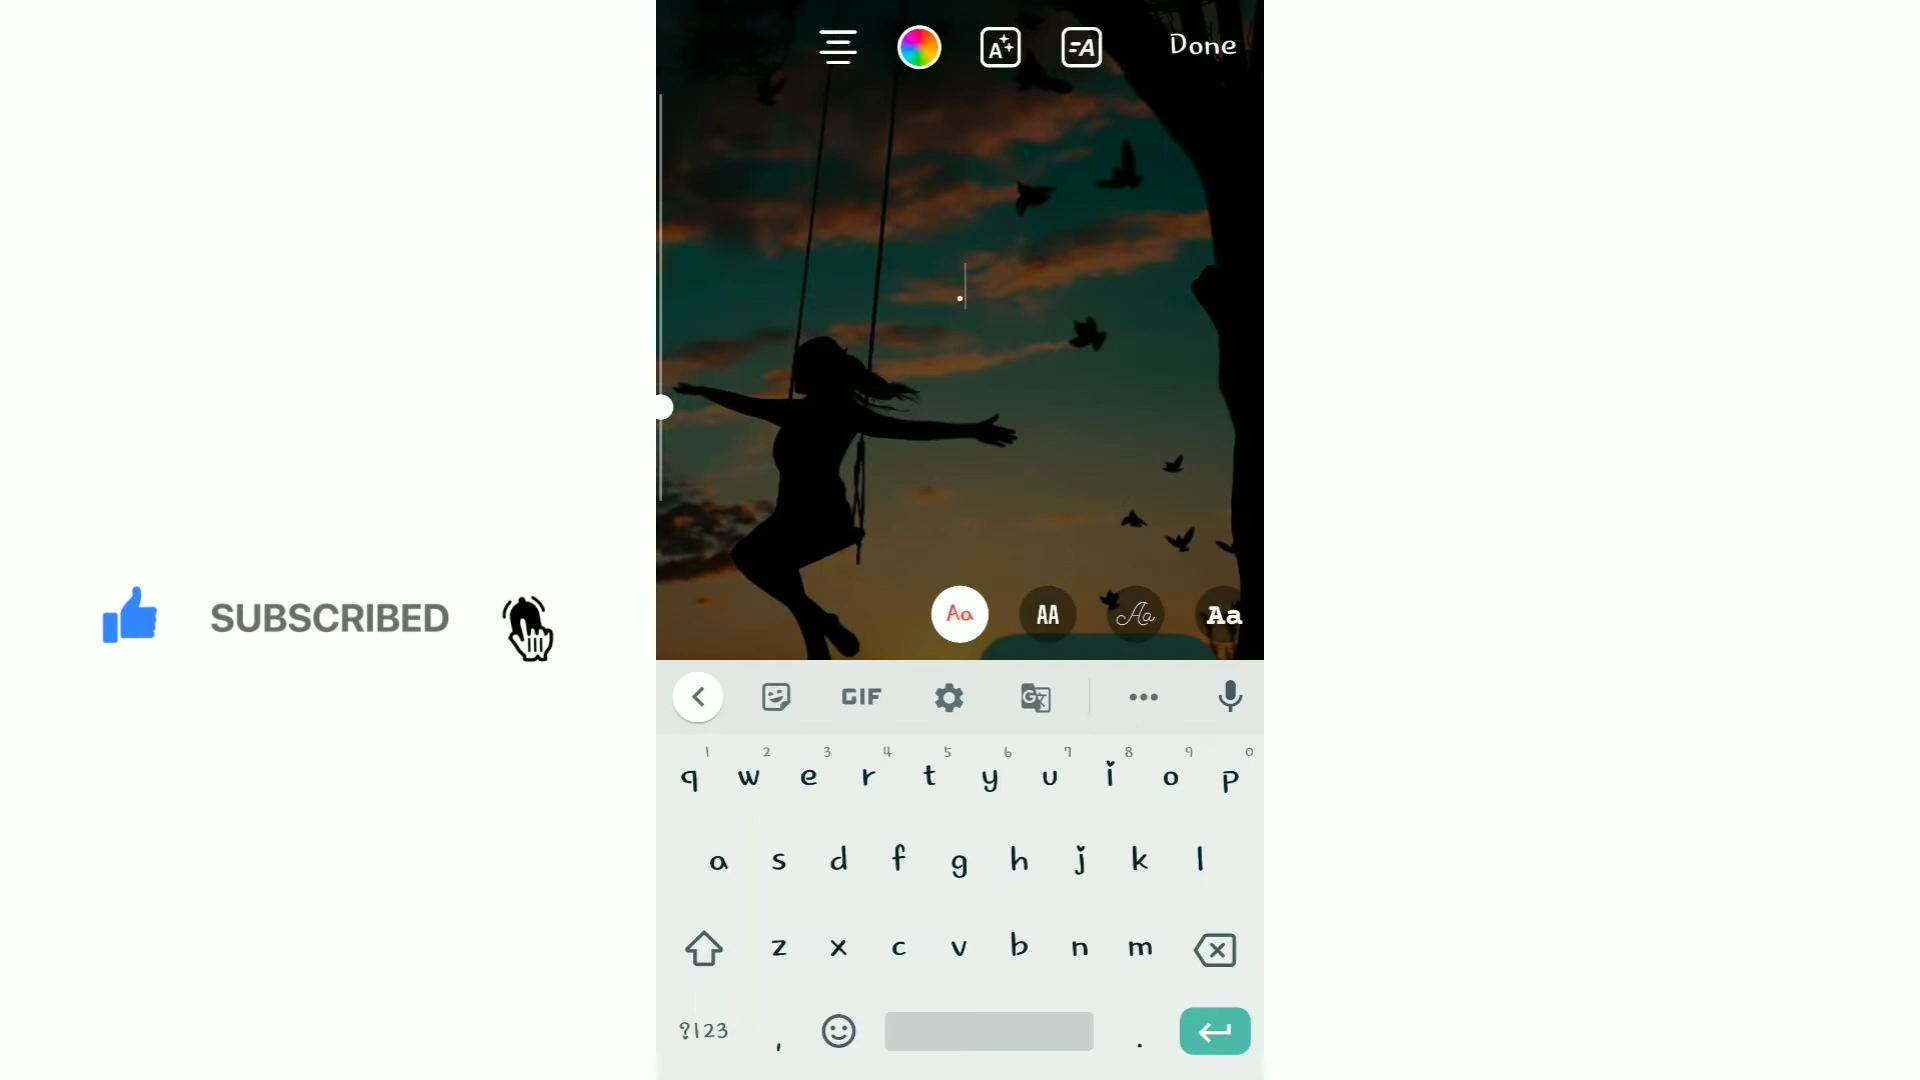 Done
SUBSCRIBED
Aa AA Aa Aa
GIF
1 2 3 4 5 6 7 8 9 0
q w e r t y u i o p
a s d f g h j k l
z x c v b n m
?123 , .